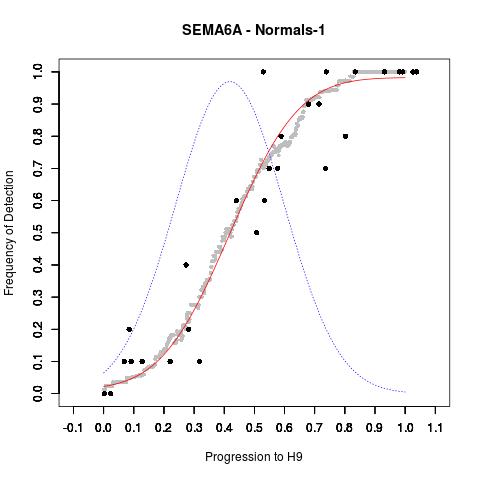 SEMA6A - Normals-1
Frequency of Detection
1.0
0.9
0.8
0.7
0.6
0.5
0.4
0.3
0.2
0.1
0.0
-0.1 0.0 0.1 0.2 0.3 0.4 0.5 0.6 0.7 0.8 0.9 1.0 1.1
Progression to H9